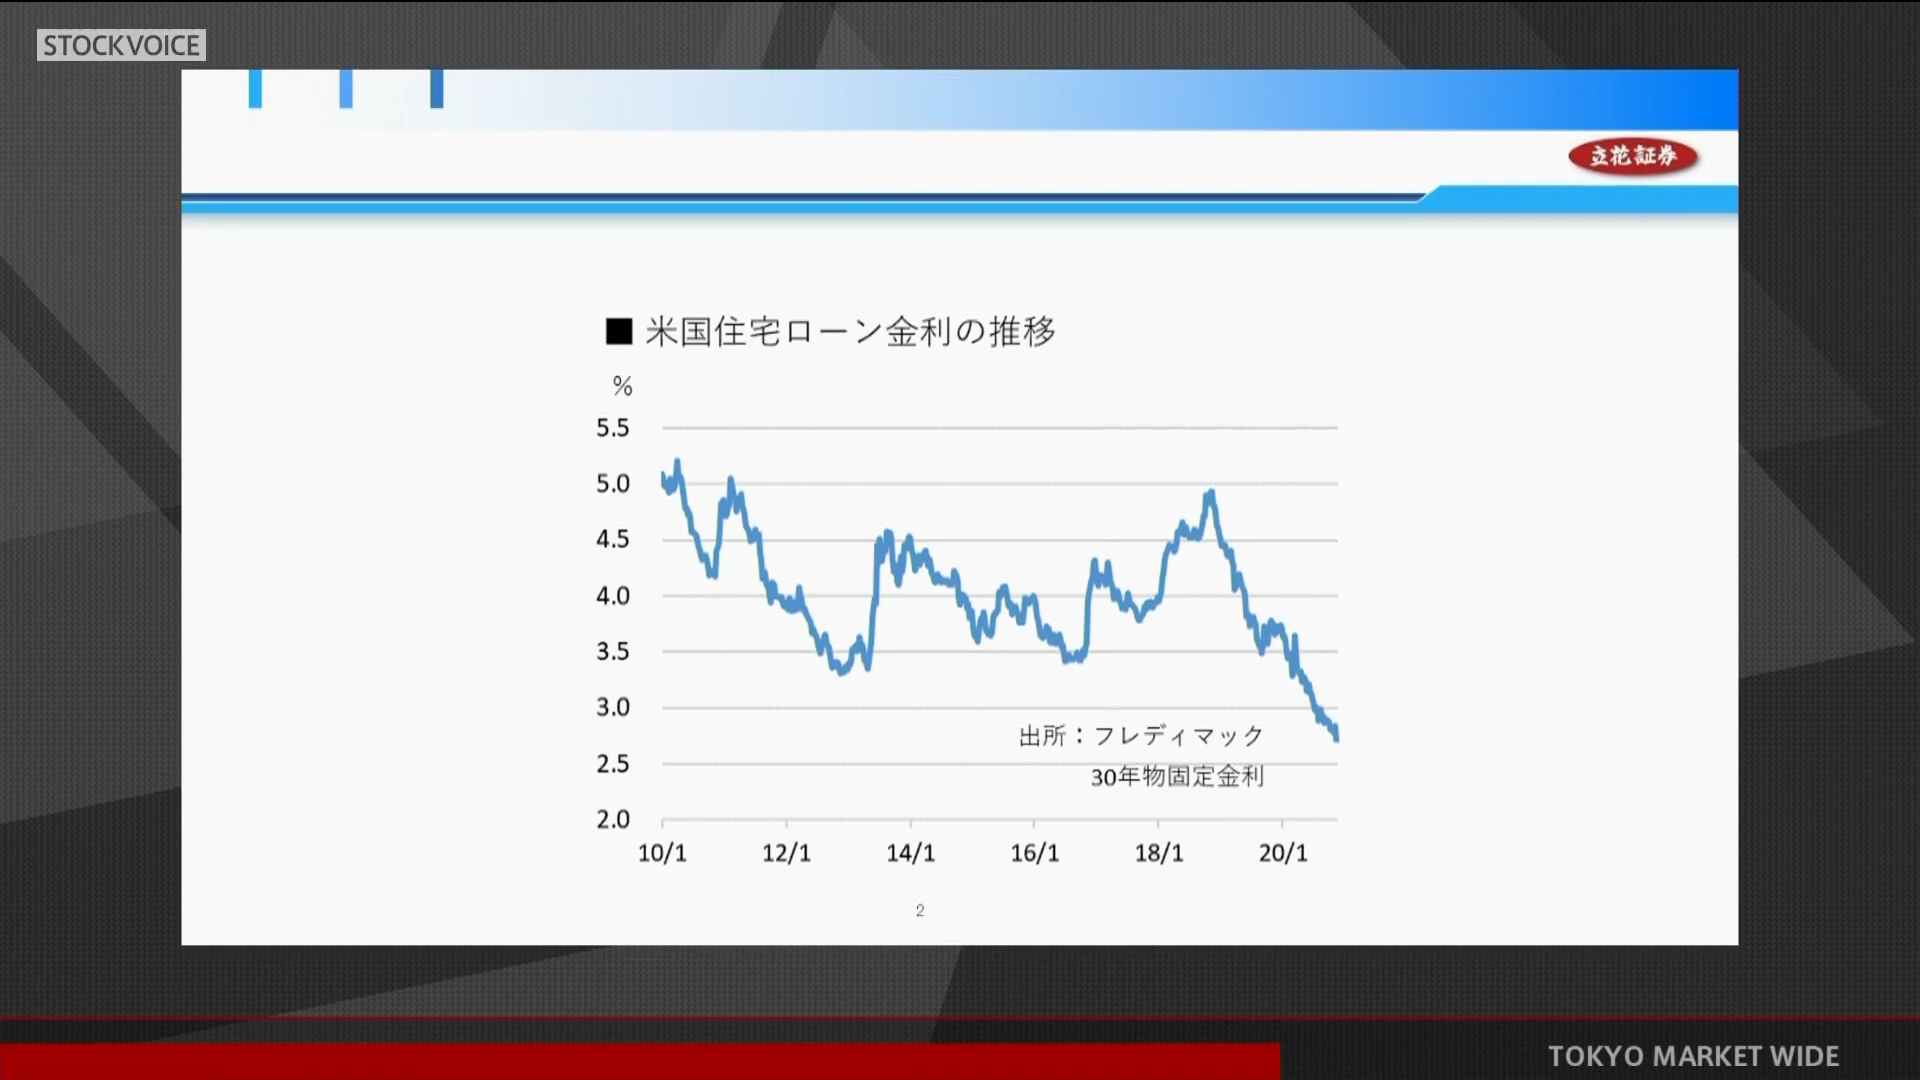 STOCKVOICE
立花証券
■ 米国住宅ローン金利の推移
%
5.5
5.0
4.5
4.0
3.5
3.0
2.5
2.0
出所：フレディマック
30年物固定金利
10/1 12/1 14/1 16/1 18/1 20/1
2
TOKYO MARKET WIDE